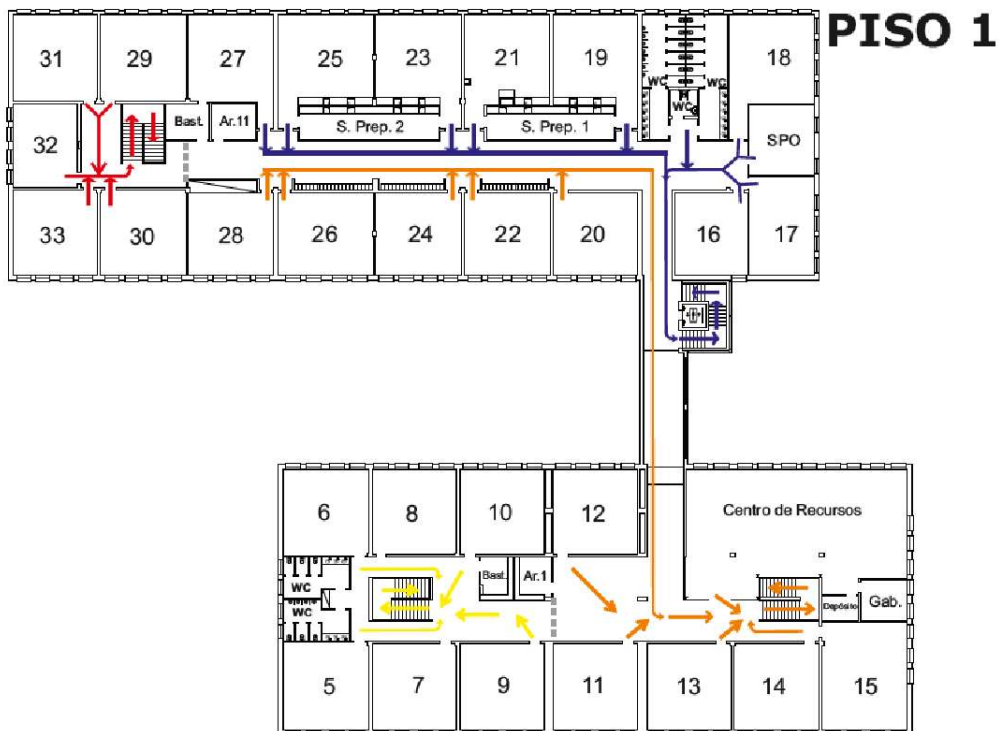 PISO 1
31 29 27 25 23 21 19 18
WC WC
WC
Bast. Ar.11 S. Prep. 2 S. Prep. 1
32 SPO
33 30 28 26 24 22 20 16 17
6 8 10 12 Centro de Recursos
WC
Bast. Ar.1
WC
Depósito Gab.
5 7 9 11 13 14 15